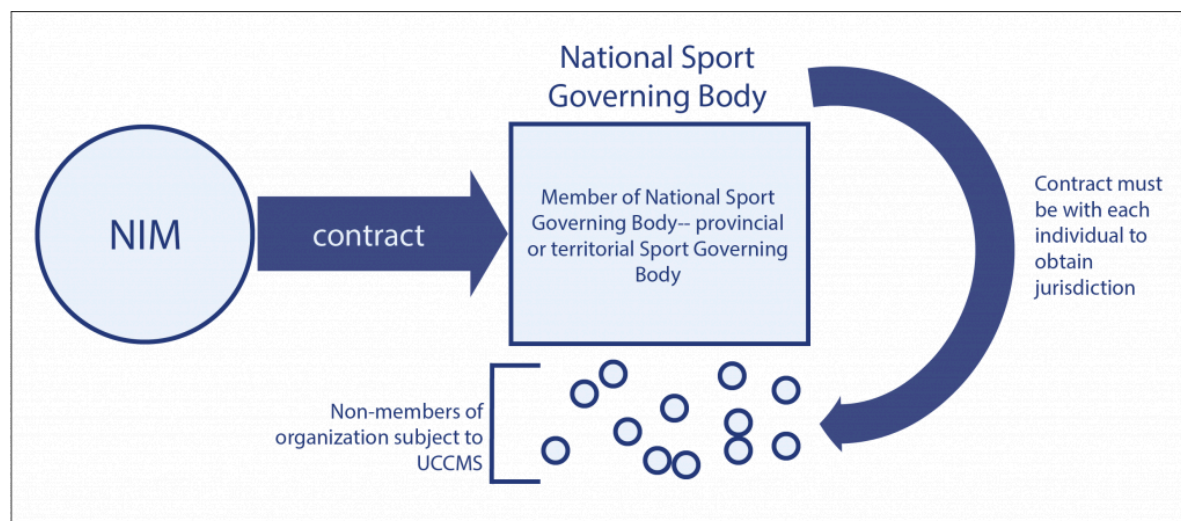 National Sport
Governing Body
NIM
contract
Member of National Sport
Governing Body-- provincial
or territorial Sport Governing
Body
Contract must
be with each
individual to
obtain
jurisdiction
Non-members of
organization subject to
UCCMS